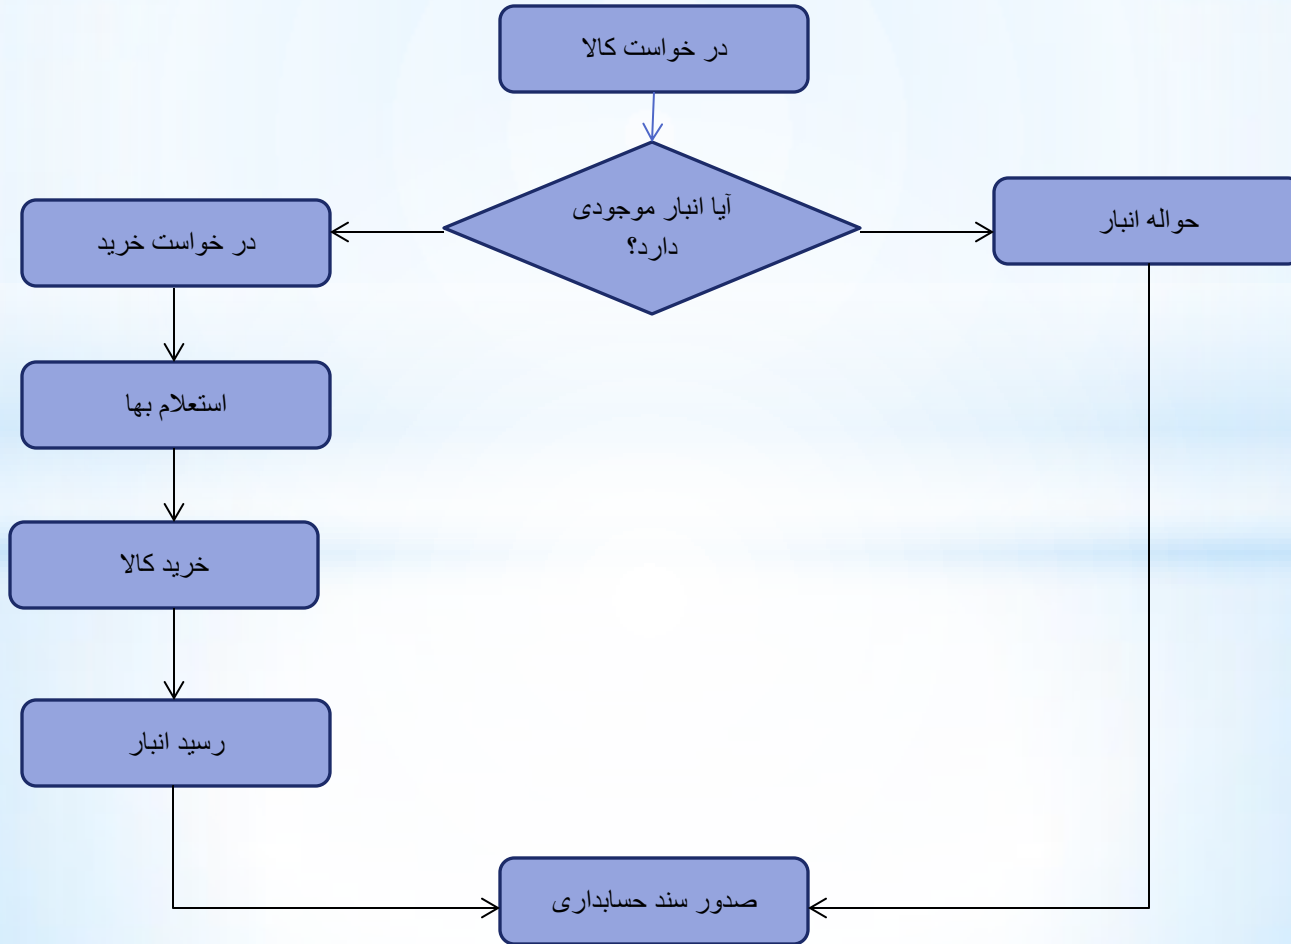 در خواست کالا
آیا انبار موجودی
دارد؟
حواله انبار
در خواست خرید
استعلام بها
خرید کالا
رسید انبار
صدور سند حسابداری